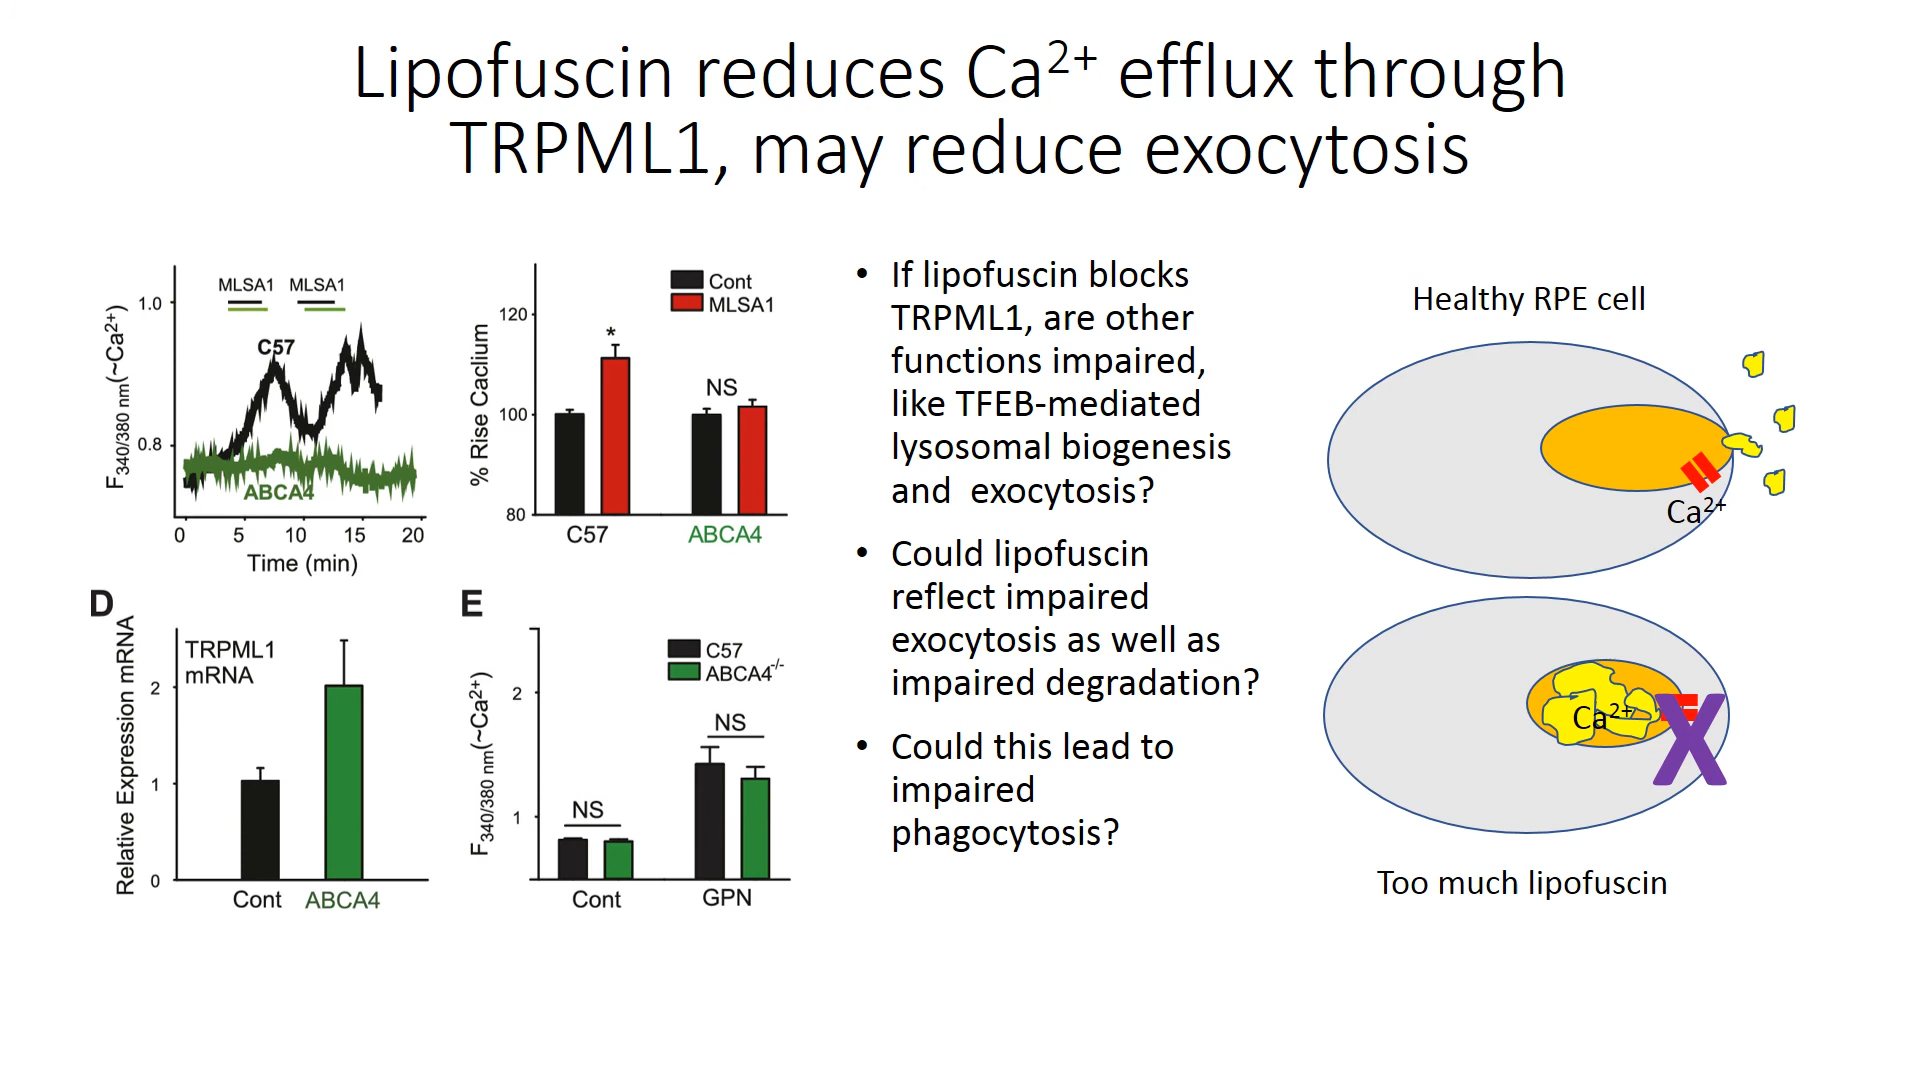 Lipofuscin reduces Ca2+ efflux through
TRPML1, may reduce exocytosis
MLSA1 MLSA1
1.0
C57
0.8
ABCA4
F340/380 nm(~Ca2+)
0 5 10 15 20
Time (min)
Cont
MLSA1
120
*
NS
100
80
% Rise Caclium
C57 ABCA4
D
TRPML1
mRNA
2
1
0
Relative Expression mRNA
Cont ABCA4
E
C57
ABCA4-/-
2
NS
NS
1
F340/380 nm(~Ca2+)
Cont GPN
• If lipofuscin blocks
TRPML1, are other
functions impaired,
like TFEB-mediated
lysosomal biogenesis
and exocytosis?
• Could lipofuscin
reflect impaired
exocytosis as well as
impaired degradation?
• Could this lead to
impaired
phagocytosis?
Healthy RPE cell
Ca2+
Ca2+
X
Too much lipofuscin